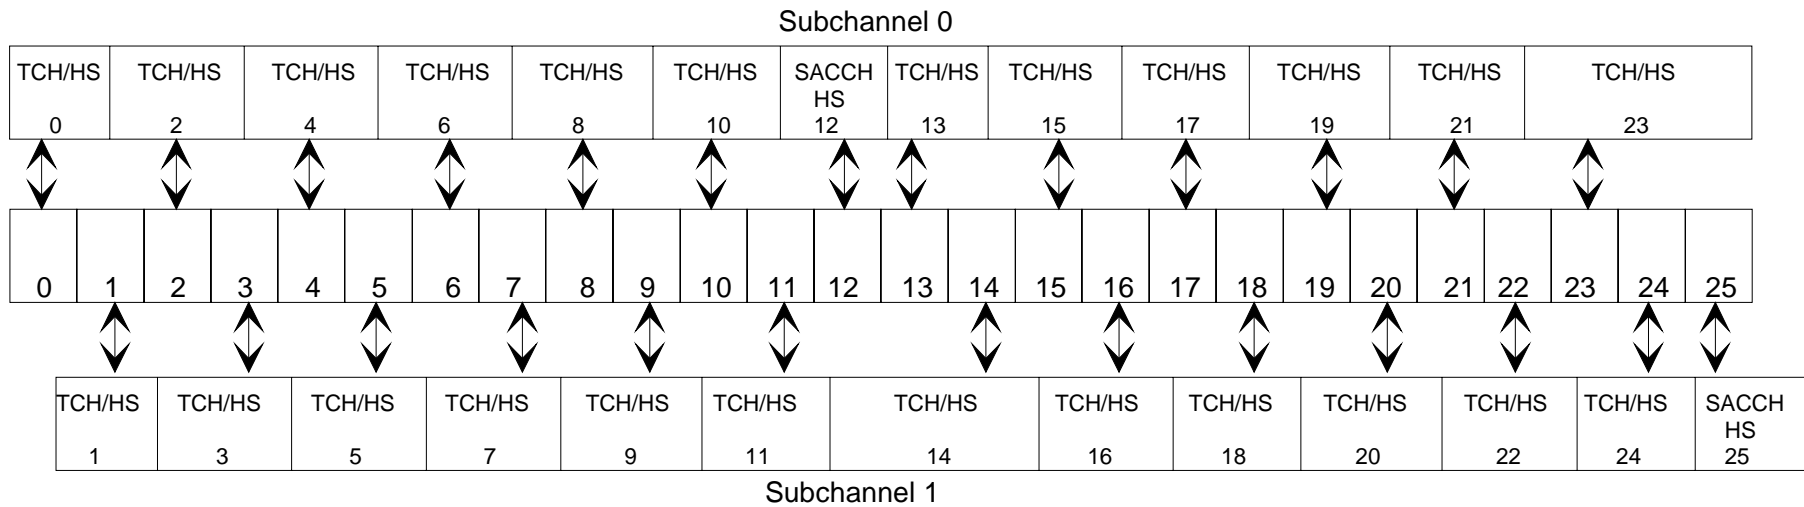 Subchannel 0
TCH/HS TCH/HS TCH/HS TCH/HS TCH/HS TCH/HS SACCH TCH/HS TCH/HS TCH/HS TCH/HS TCH/HS TCH/HS
HS
0 2 4 6 8 10 12 13 15 17 19 21 23
0 1 2 3 4 5 6 7 8 9 10 11 12 13 14 15 16 17 18 19 20 21 22 23 24 25
TCH/HS TCH/HS TCH/HS TCH/HS TCH/HS TCH/HS TCH/HS TCH/HS TCH/HS TCH/HS TCH/HS TCH/HS SACCH
HS
1 3 5 7 9 11 14 16 18 20 22 24 25
Subchannel 1